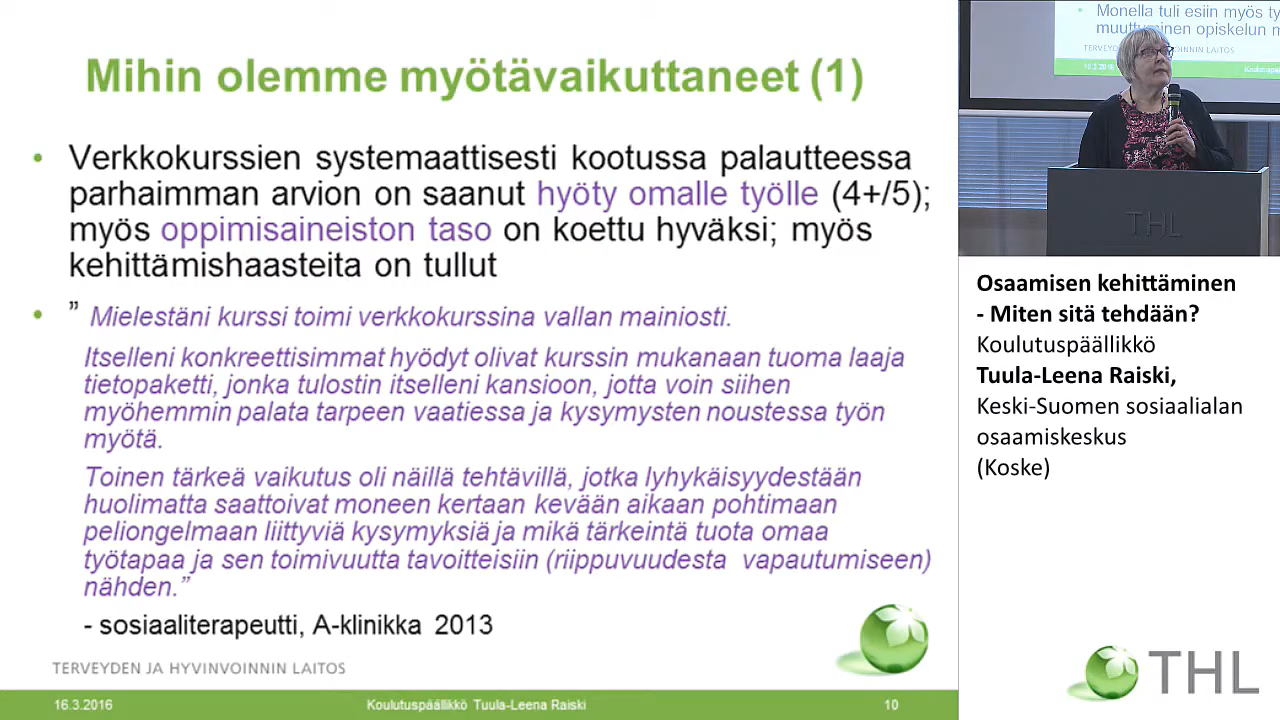 Mihin olemme myötävaikuttaneet (1)
• Verkkokurssien systemaattisesti kootussa palautteessa
parhaimman arvion on saanut hyöty omalle työlle (4+/5);
myös oppimisaineiston taso on koettu hyväksi; myös
kehittämishaasteita on tullut
• ” Mielestäni kurssi toimi verkkokurssina vallan mainiosti.
Itselleni konkreettisimmat hyödyt olivat kurssin mukanaan tuoma laaja
tietopaketti, jonka tulostin itselleni kansioon, jotta voin siihen
myöhemmin palata tarpeen vaatiessa ja kysymysten noustessa työn
myötä.
Toinen tärkeä vaikutus oli näillä tehtävillä, jotka lyhykäisyydestään
huolimatta saattoivat moneen kertaan kevään aikaan pohtimaan
peliongelmaan liittyviä kysymyksiä ja mikä tärkeintä tuota omaa
työtapaa ja sen toimivuutta tavoitteisiin (riippuvuudesta vapautumiseen)
nähden.”
- sosiaaliterapeutti, A-klinikka 2013
TERVEYDEN JA HYVINVOINNIN LAITOS
16.3.2016 Koulutuspäällikkö Tuula-Leena Raiski 10
• Monella tuli esiin myös
muuttuminen opiskelun
THL
Osaamisen kehittäminen
- Miten sitä tehdään?
Koulutuspäällikkö
Tuula-Leena Raiski,
Keski-Suomen sosiaalialan
osaamiskeskus
(Koske)
THL